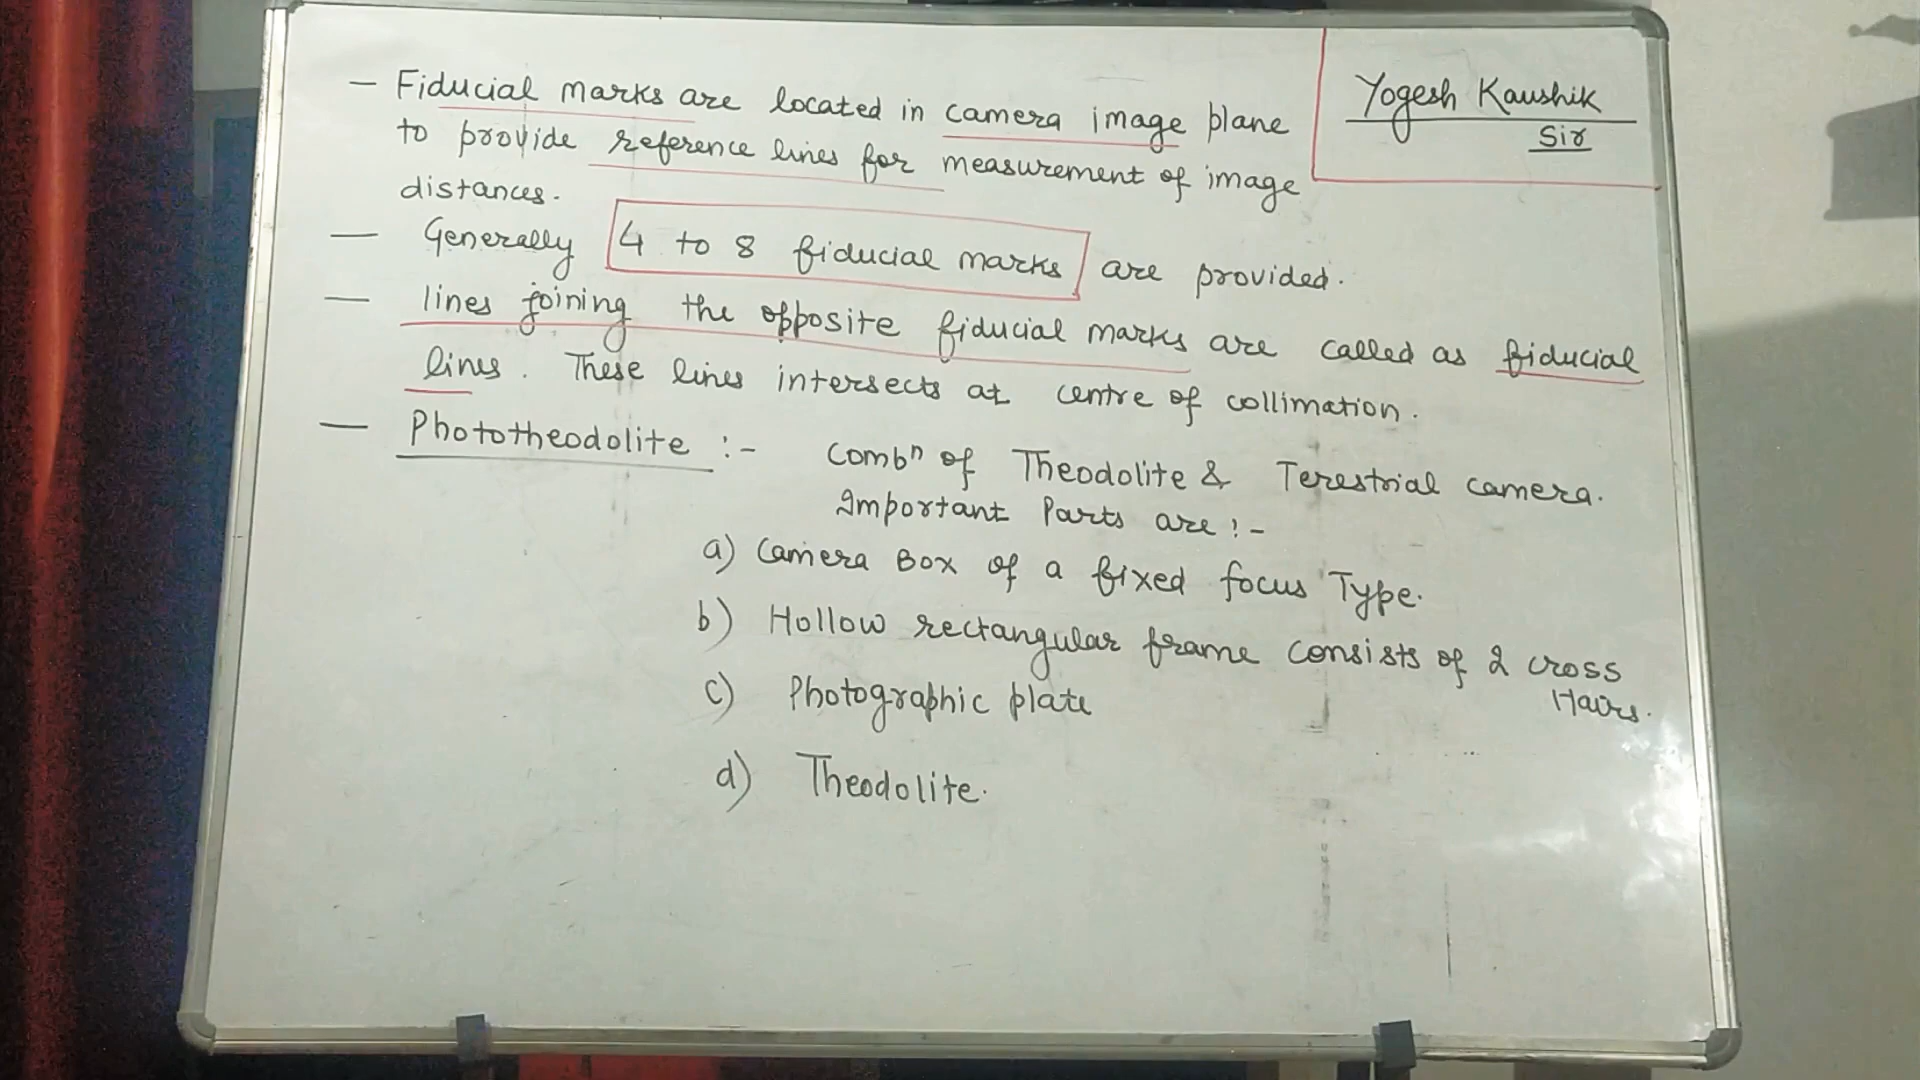 - Fiducial marks are located in camera image plane
to provide reference lines for measurement of image
distances.
- Generally 4 to 8 fiducial marks are provided.
- lines joining the opposite fiducial marks are called as fiducial
lines. These lines intersects at centre of collimation.
- Phototheodolite :- Combⁿ of Theodolite & Terestrial camera.
Important Parts are :-
a) Camera Box of a fixed focus Type.
b) Hollow rectangular frame consists of 2 cross
Hairs.
c) Photographic plate
d) Theodolite.
Yogesh Kaushik
Sir